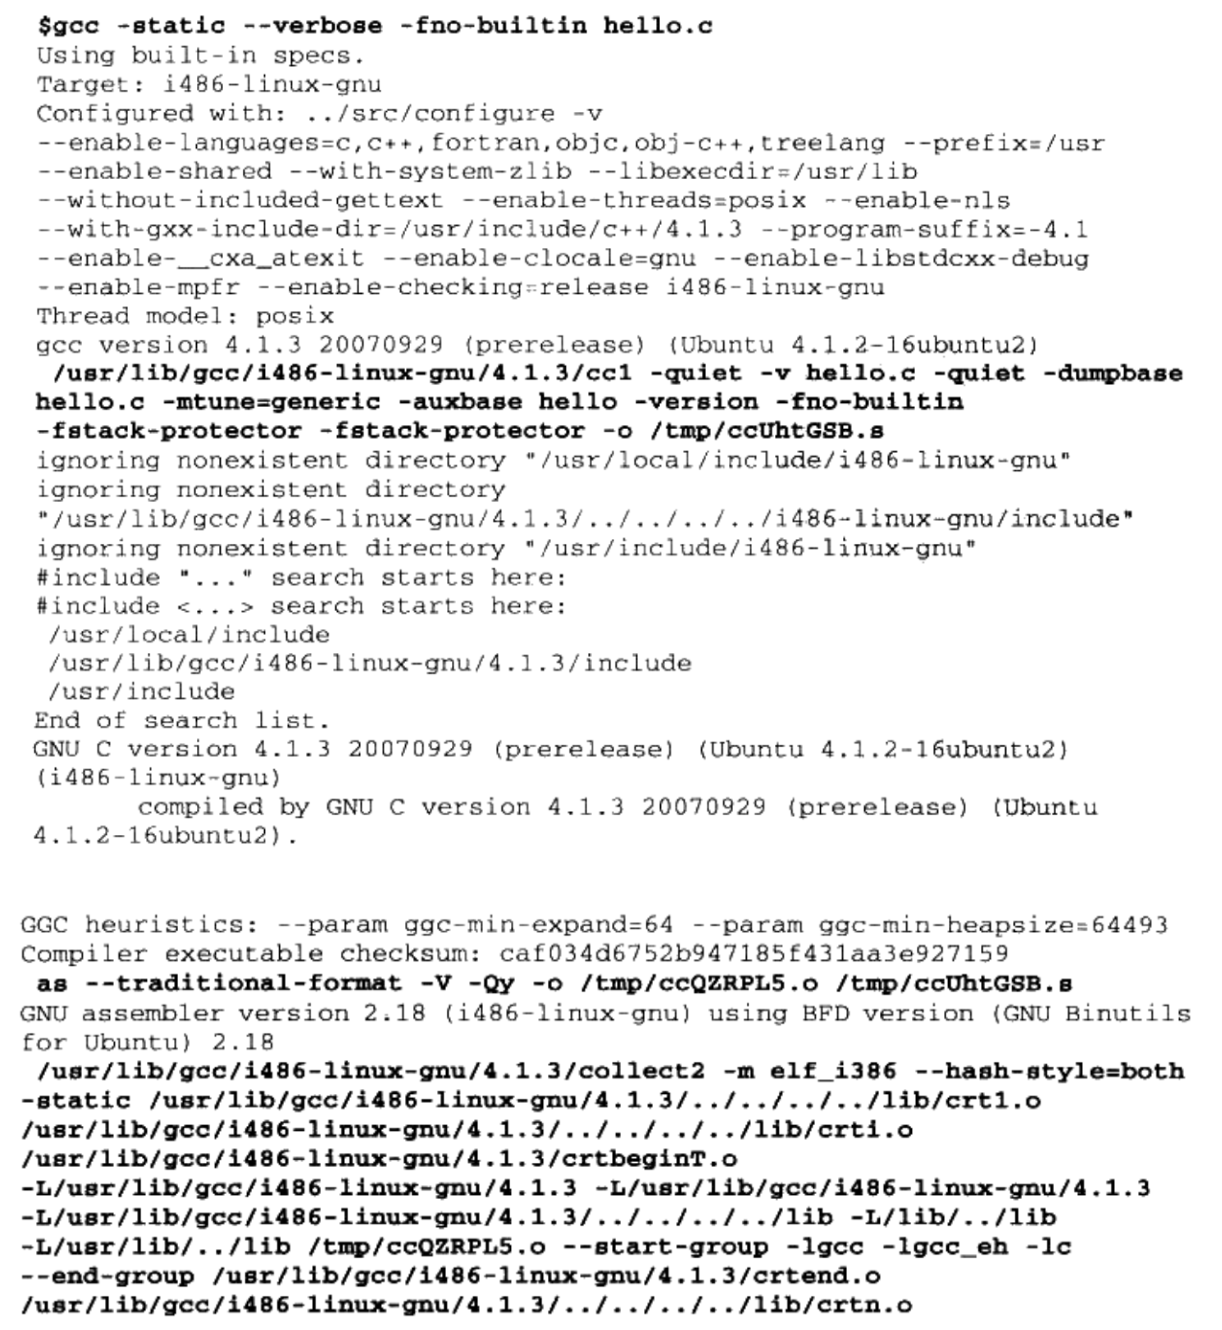 $gcc -static --verbose -fno-builtin hello.c
Using built-in specs.
Target: i486-linux-gnu
Configured with: ../src/configure -v
--enable-languages=c,c++,fortran,objc,obj-c++,treelang --prefix=/usr
--enable-shared --with-system-zlib --libexecdir=/usr/lib
--without-included-gettext --enable-threads=posix --enable-nls
--with-gxx-include-dir=/usr/include/c++/4.1.3 --program-suffix=-4.1
--enable-__cxa_atexit --enable-clocale=gnu --enable-libstdcxx-debug
--enable-mpfr --enable-checking=release i486-linux-gnu
Thread model: posix
gcc version 4.1.3 20070929 (prerelease) (Ubuntu 4.1.2-16ubuntu2)
/usr/lib/gcc/i486-linux-gnu/4.1.3/cc1 -quiet -v hello.c -quiet -dumpbase
hello.c -mtune=generic -auxbase hello -version -fno-builtin
-fstack-protector -fstack-protector -o /tmp/ccUhtGSB.s
ignoring nonexistent directory "/usr/local/include/i486-linux-gnu"
ignoring nonexistent directory
"/usr/lib/gcc/i486-linux-gnu/4.1.3/../../../../i486-linux-gnu/include"
ignoring nonexistent directory "/usr/include/i486-linux-gnu"
#include "..." search starts here:
#include <...> search starts here:
/usr/local/include
/usr/lib/gcc/i486-linux-gnu/4.1.3/include
/usr/include
End of search list.
GNU C version 4.1.3 20070929 (prerelease) (Ubuntu 4.1.2-16ubuntu2)
(i486-linux-gnu)
compiled by GNU C version 4.1.3 20070929 (prerelease) (Ubuntu
4.1.2-16ubuntu2).
GGC heuristics: --param ggc-min-expand=64 --param ggc-min-heapsize=64493
Compiler executable checksum: caf034d6752b947185f431aa3e927159
as --traditional-format -V -Qy -o /tmp/ccQZRPL5.o /tmp/ccUhtGSB.s
GNU assembler version 2.18 (i486-linux-gnu) using BFD version (GNU Binutils
for Ubuntu) 2.18
/usr/lib/gcc/i486-linux-gnu/4.1.3/collect2 -m elf_i386 --hash-style=both
-static /usr/lib/gcc/i486-linux-gnu/4.1.3/../../../../lib/crt1.o
/usr/lib/gcc/i486-linux-gnu/4.1.3/../../../../lib/crti.o
/usr/lib/gcc/i486-linux-gnu/4.1.3/crtbeginT.o
-L/usr/lib/gcc/i486-linux-gnu/4.1.3 -L/usr/lib/gcc/i486-linux-gnu/4.1.3
-L/usr/lib/gcc/i486-linux-gnu/4.1.3/../../../../lib -L/lib/../lib
-L/usr/lib/../lib /tmp/ccQZRPL5.o --start-group -lgcc -lgcc_eh -lc
--end-group /usr/lib/gcc/i486-linux-gnu/4.1.3/crtend.o
/usr/lib/gcc/i486-linux-gnu/4.1.3/../../../../lib/crtn.o